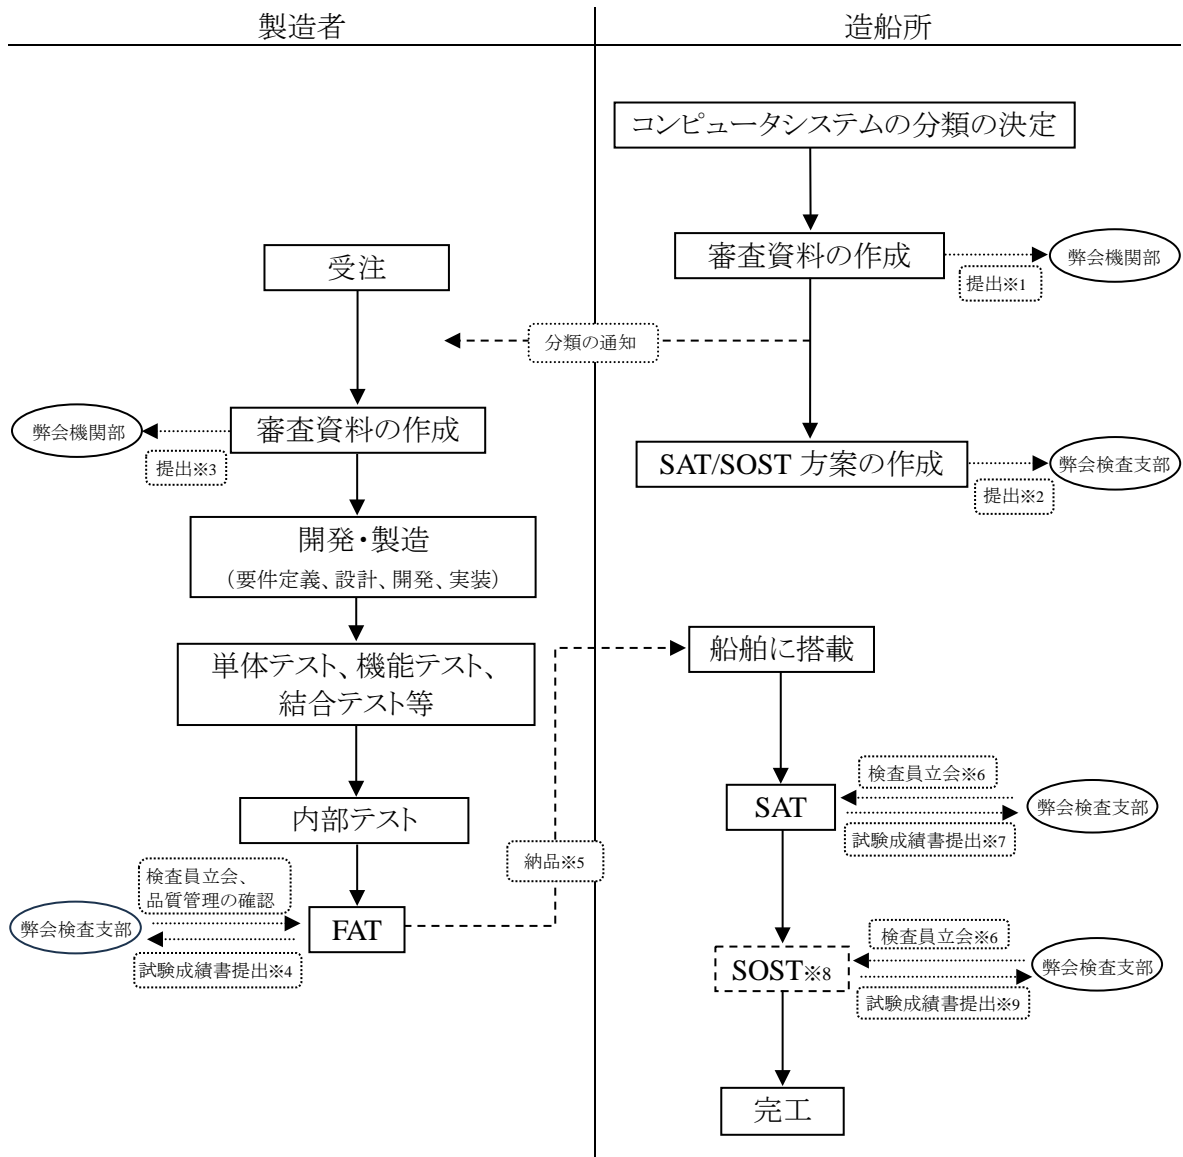 製造者
造船所
コンピュータシステムの分類の決定
審査資料の作成
弊会機関部
提出※1
受注
分類の通知
審査資料の作成
弊会機関部
提出※3
SAT/SOST 方案の作成
弊会検査支部
提出※2
開発・製造
（要件定義、設計、開発、実装）
単体テスト、機能テスト、
結合テスト等
船舶に搭載
内部テスト
検査員立会※6
SAT
弊会検査支部
試験成績書提出※7
納品※5
検査員立会、
品質管理の確認
弊会検査支部
FAT
試験成績書提出※4
検査員立会※6
SOST※8
弊会検査支部
試験成績書提出※9
完工